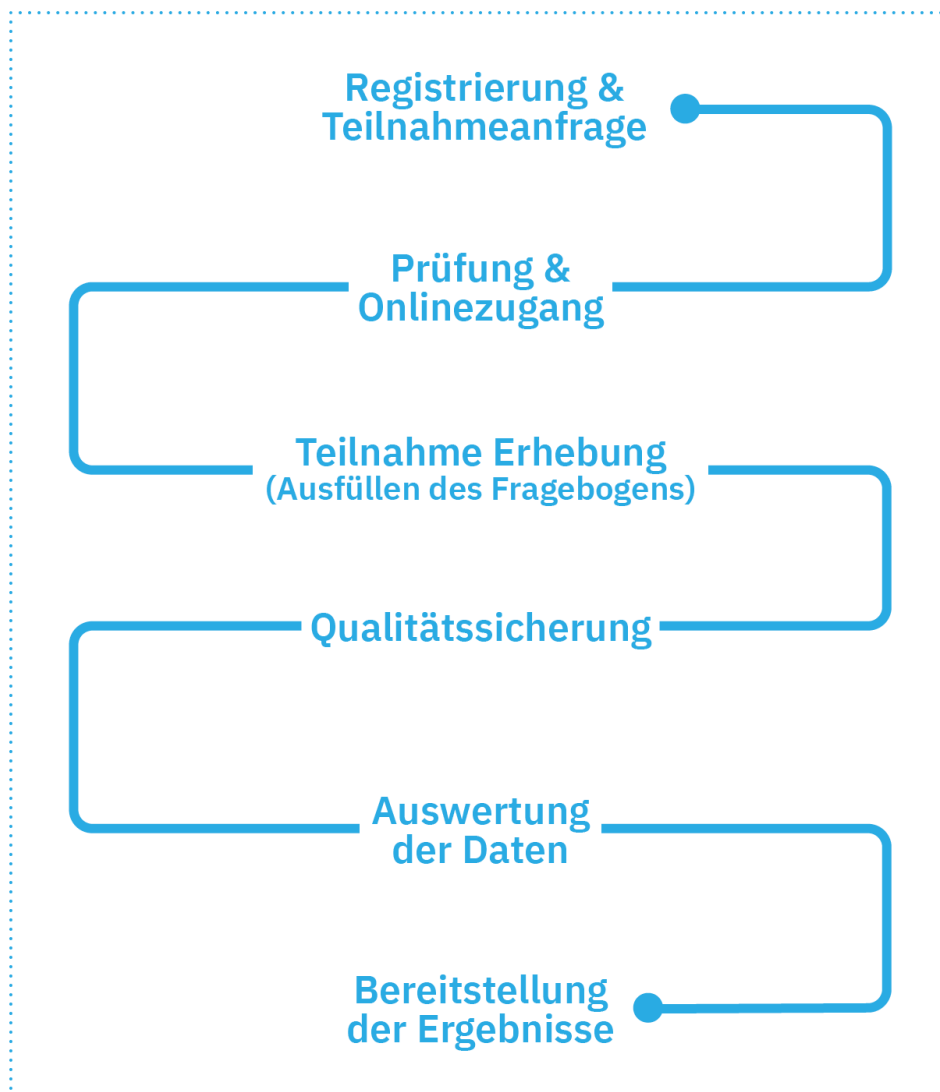 Registrierung &
Teilnahmeanfrage
Prüfung &
Onlinezugang
Teilnahme Erhebung
(Ausfüllen des Fragebogens)
Qualitätssicherung
Auswertung
der Daten
Bereitstellung
der Ergebnisse